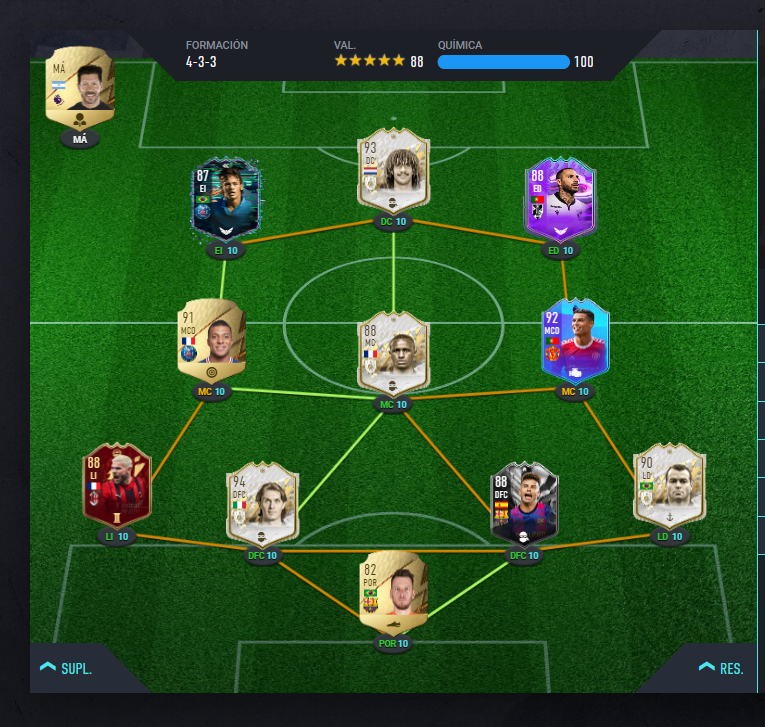 FORMACIÓN
4-3-3
VAL.
88
QUÍMICA
100
MÁ
MÁ
93
DC
DC 10
87
EI
EI 10
88
ED
ED 10
91
MCO
MC 10
88
MC
MC 10
92
MCO
MC 10
88
LI
LI 10
94
DFC
DFC 10
88
DFC
DFC 10
90
LD
LD 10
82
POR
POR 10
SUPL.
RES.